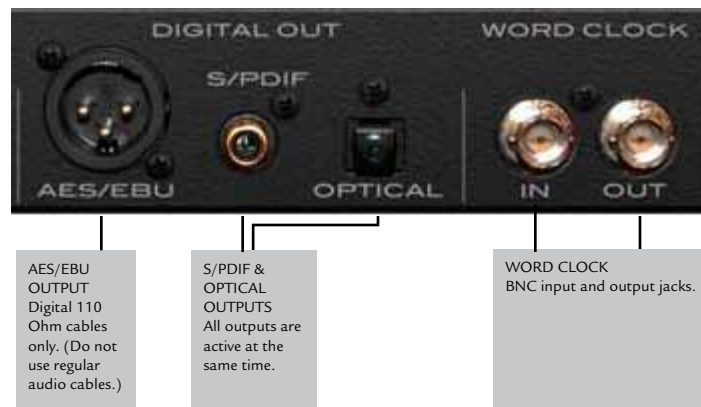 DIGITAL OUT
WORD CLOCK
S/PDIF
AES/EBU
OPTICAL
IN
OUT
AES/EBU
OUTPUT
Digital 110
Ohm cables
only. (Do not
use regular
audio cables.)
S/PDIF &
OPTICAL
OUTPUTS
All outputs are
active at the
same time.
WORD CLOCK
BNC input and output jacks.